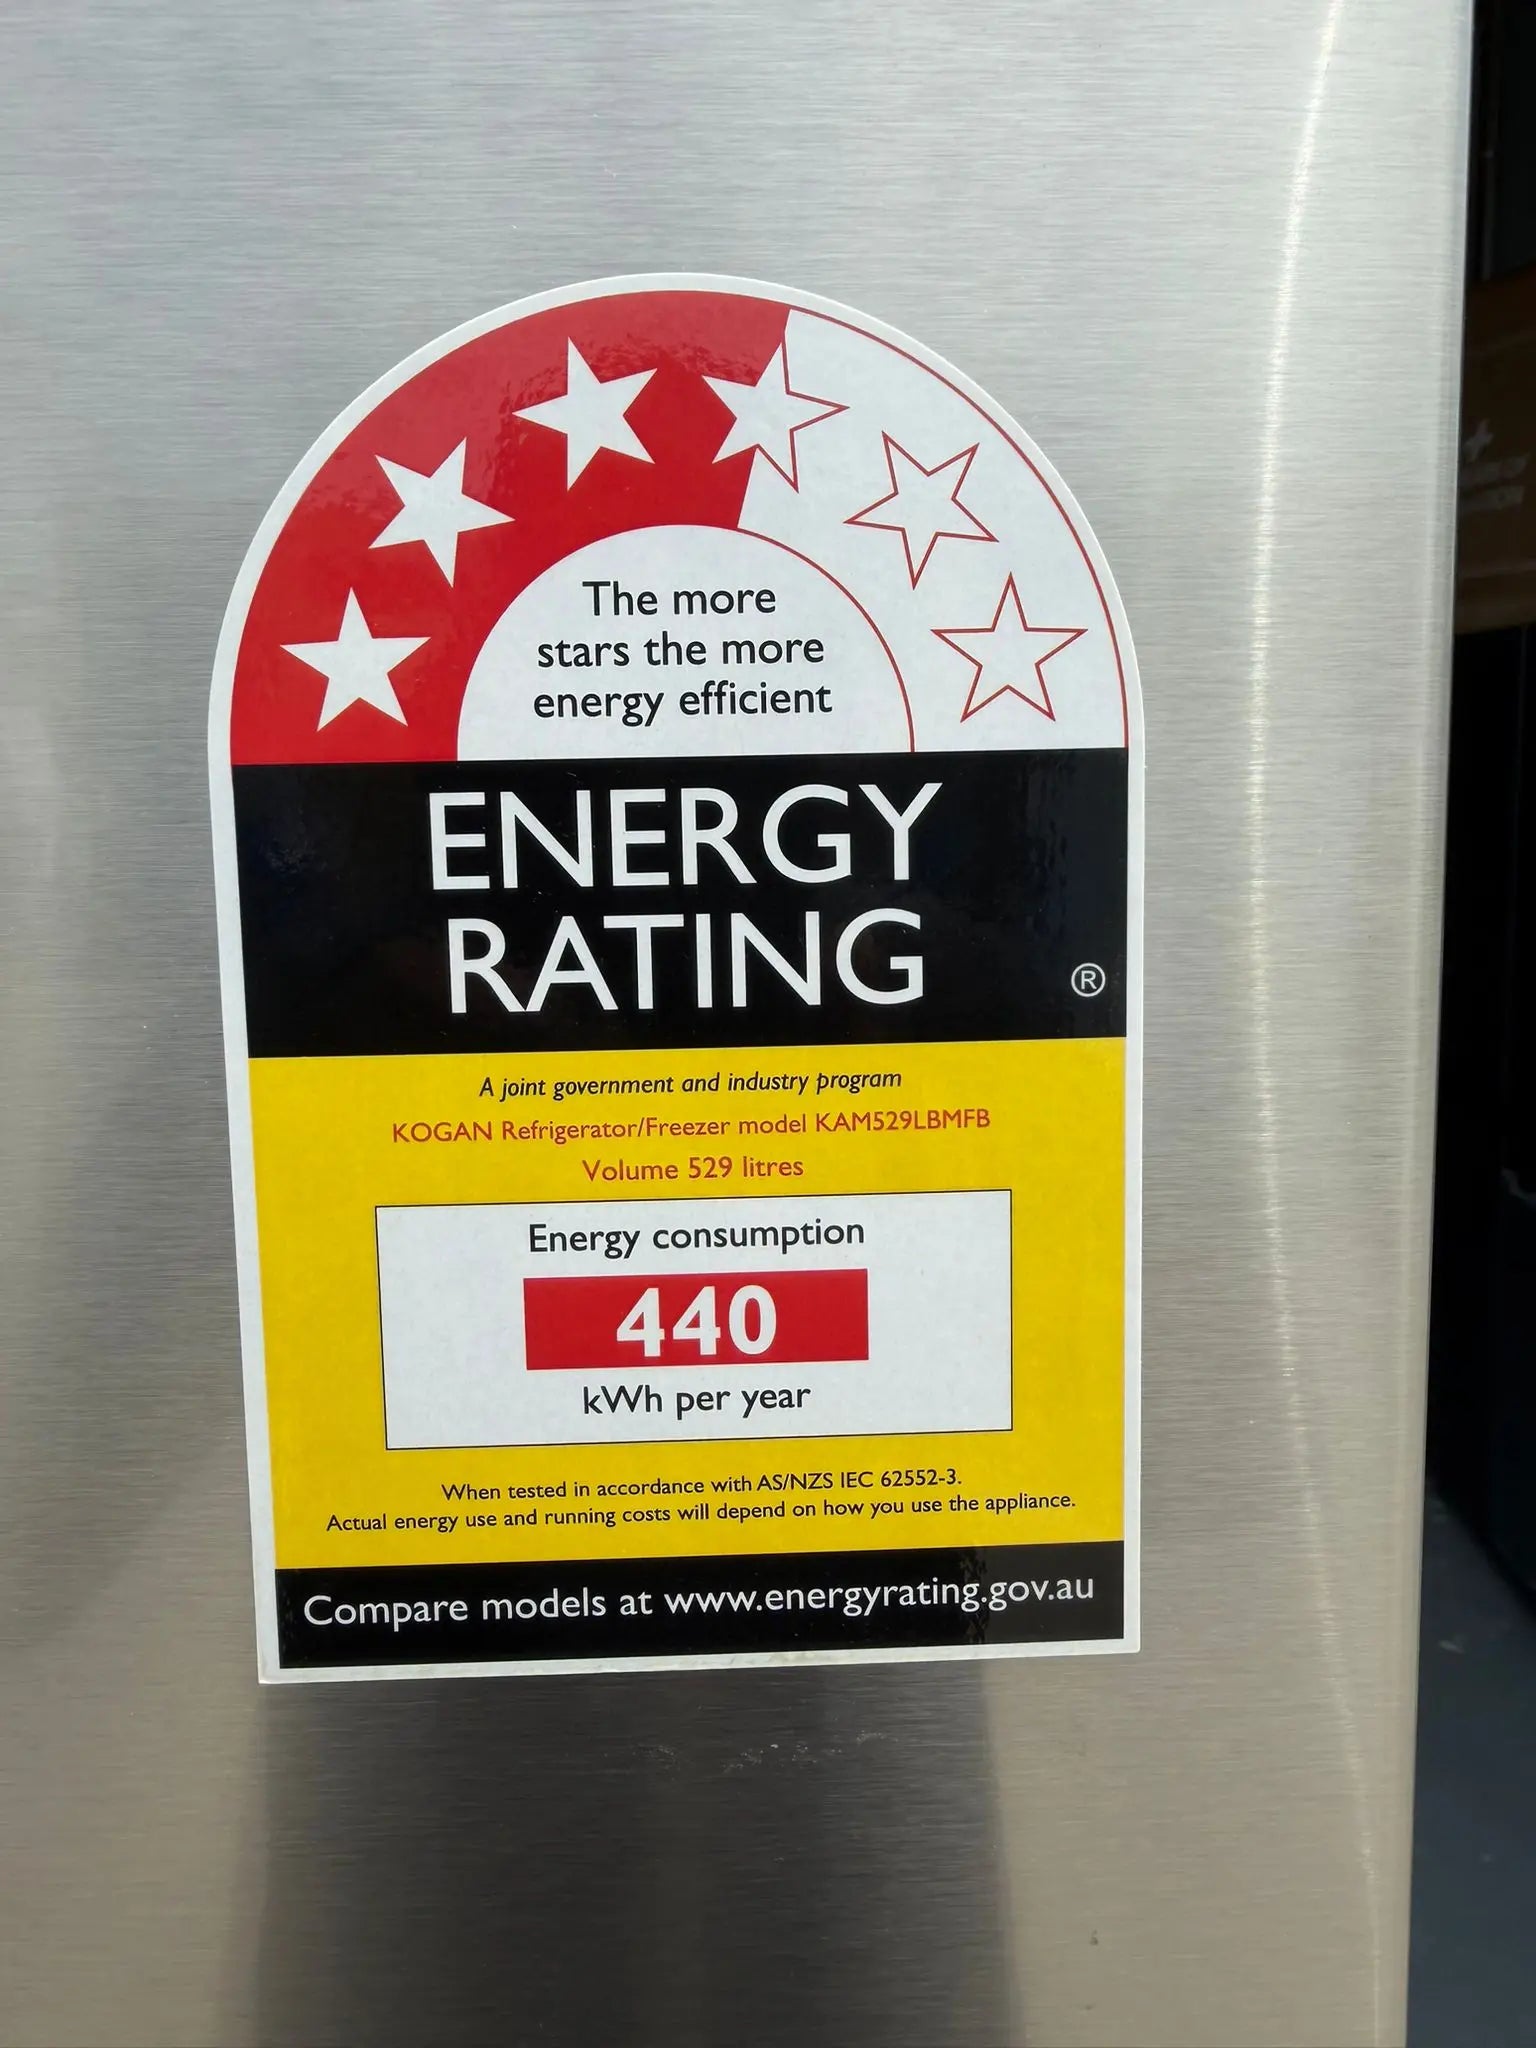 The more
stars the more
energy efficient
ENERGY
RATING
®
A joint government and industry program
KOGAN Refrigerator/Freezer model KAM529LBMFB
Volume 529 litres
Energy consumption
440
kWh per year
When tested in accordance with AS/NZS IEC 62552-3.
Actual energy use and running costs will depend on how you use the appliance.
Compare models at www.energyrating.gov.au